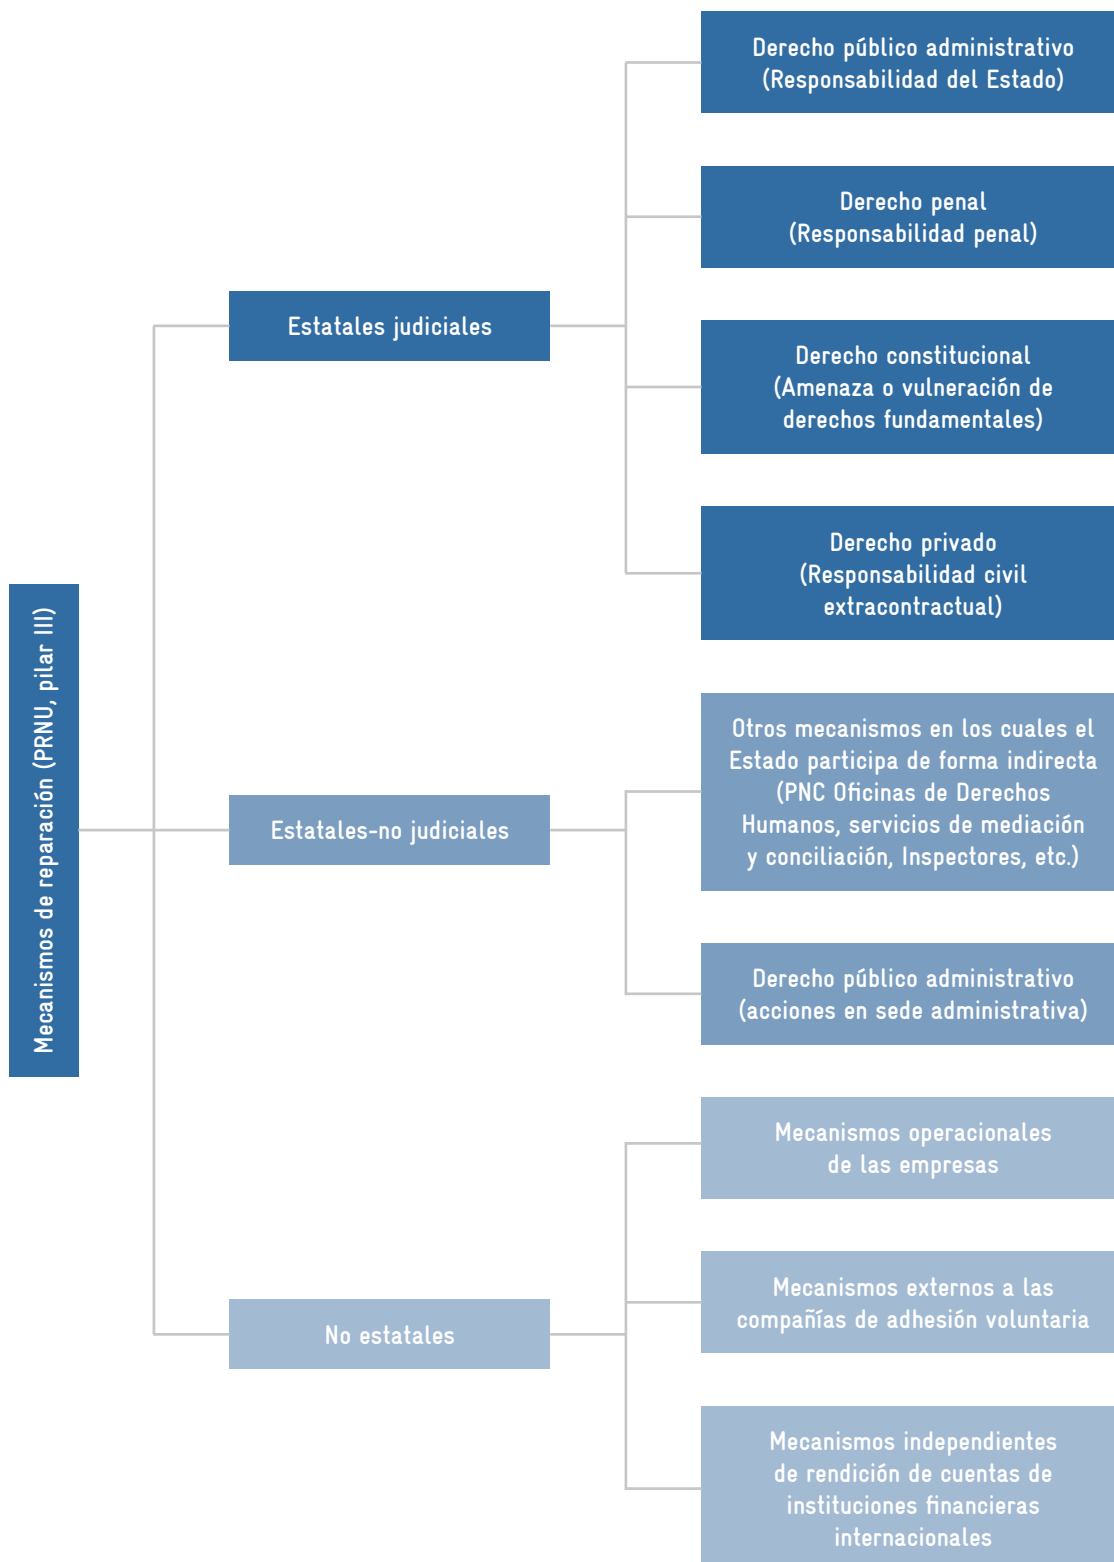 Mecanismos de reparación (PRNU, pilar III)
Estatales judiciales
Derecho público administrativo
(Responsabilidad del Estado)
Derecho penal
(Responsabilidad penal)
Derecho constitucional
(Amenaza o vulneración de
derechos fundamentales)
Derecho privado
(Responsabilidad civil
extracontractual)
Estatales-no judiciales
Otros mecanismos en los cuales el
Estado participa de forma indirecta
(PNC Oficinas de Derechos
Humanos, servicios de mediación
y conciliación, Inspectores, etc.)
Derecho público administrativo
(acciones en sede administrativa)
No estatales
Mecanismos operacionales
de las empresas
Mecanismos externos a las
compañías de adhesión voluntaria
Mecanismos independientes
de rendición de cuentas de
instituciones financieras
internacionales